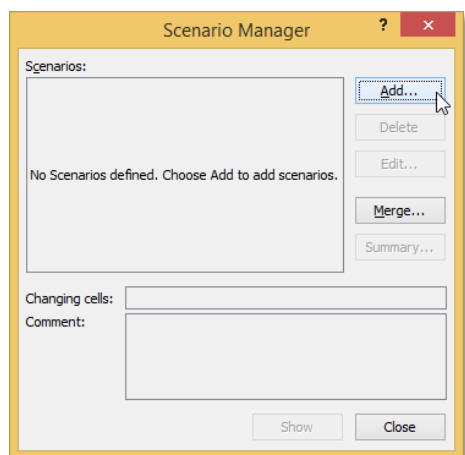 Scenario Manager ? ×
Scenarios:
Add...
Delete
Edit...
No Scenarios defined. Choose Add to add scenarios.
Merge...
Summary...
Changing cells:
Comment:
Show
Close